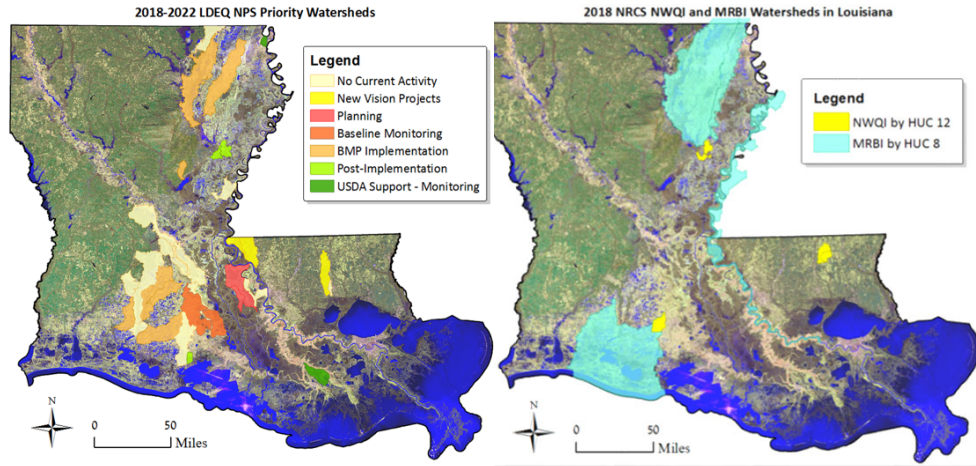 2018-2022 LDEQ NPS Priority Watersheds
Legend
No Current Activity
New Vision Projects
Planning
Baseline Monitoring
BMP Implementation
Post-Implementation
USDA Support - Monitoring
N
0 50
Miles
2018 NRCS NWQI and MRBI Watersheds in Louisiana
Legend
NWQI by HUC 12
MRBI by HUC 8
N
0 50
Miles